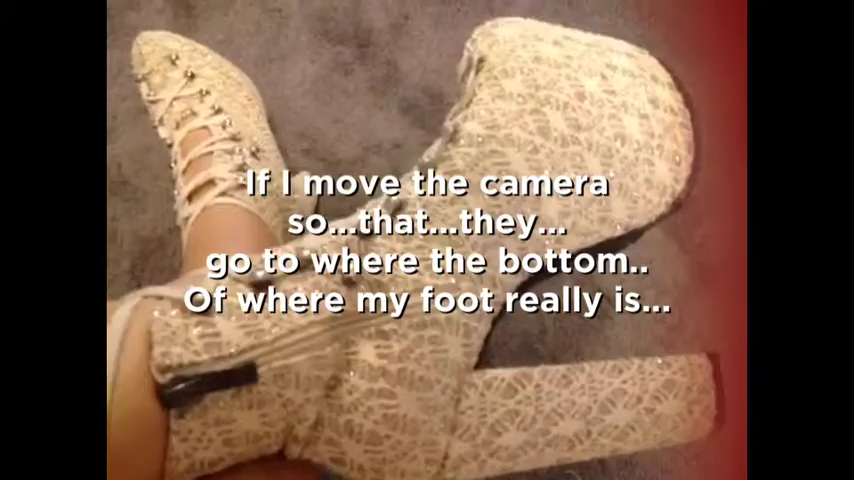 If I move the camera
so...that...they...
go to where the bottom..
Of where my foot really is...